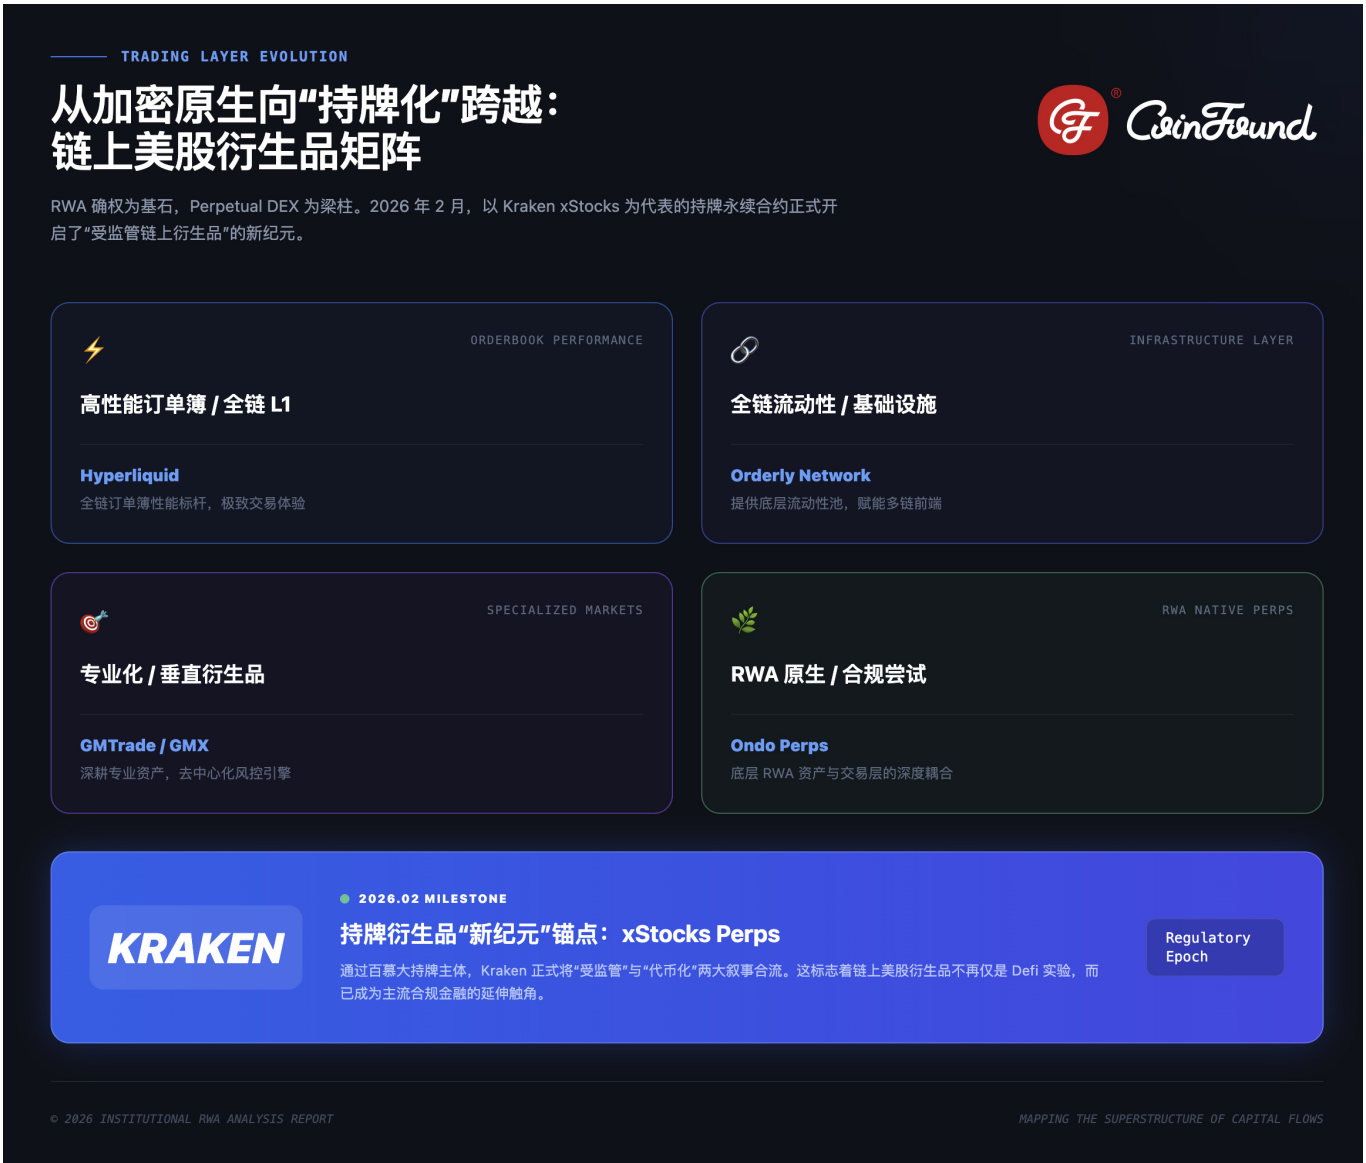 TRADING LAYER EVOLUTION
从加密原生向“持牌化”跨越：
链上美股衍生品矩阵
CF® CoinFound
RWA 确权为基石，Perpetual DEX 为梁柱。2026 年 2 月，以 Kraken xStocks 为代表的持牌永续合约正式开
启了“受监管链上衍生品”的新纪元。
ORDERBOOK PERFORMANCE
高性能订单簿 / 全链 L1
Hyperliquid
全链订单簿性能标杆，极致交易体验
INFRASTRUCTURE LAYER
全链流动性 / 基础设施
Orderly Network
提供底层流动性池，赋能多链前端
SPECIALIZED MARKETS
专业化 / 垂直衍生品
GMTrade / GMX
深耕专业资产，去中心化风控引擎
RWA NATIVE PERPS
RWA 原生 / 合规尝试
Ondo Perps
底层 RWA 资产与交易层的深度耦合
KRAKEN
2026.02 MILESTONE
持牌衍生品“新纪元”锚点：xStocks Perps
通过百慕大持牌主体，Kraken 正式将“受监管”与“代币化”两大叙事合流。这标志着链上美股衍生品不再仅是 Defi 实验，而
已成为主流合规金融的延伸触角。
Regulatory
Epoch
© 2026 INSTITUTIONAL RWA ANALYSIS REPORT
MAPPING THE SUPERSTRUCTURE OF CAPITAL FLOWS